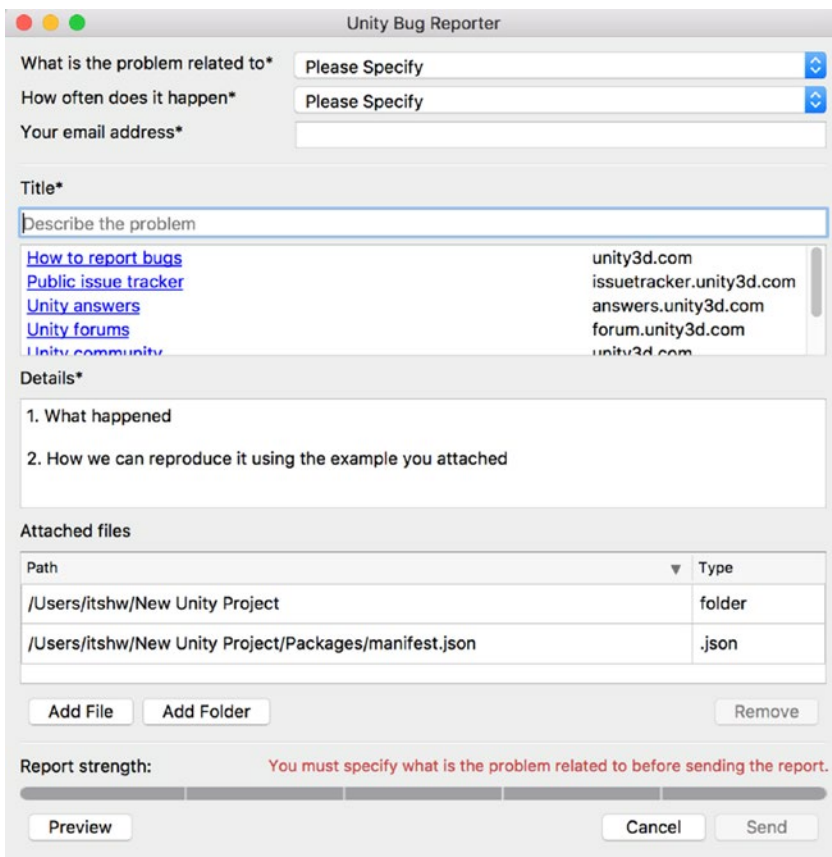 Unity Bug Reporter
What is the problem related to* Please Specify
How often does it happen* Please Specify
Your email address*
Title*
Describe the problem
How to report bugs unity3d.com
Public issue tracker issuetracker.unity3d.com
Unity answers answers.unity3d.com
Unity forums forum.unity3d.com
Unity community unity3d.com
Details*
1. What happened
2. How we can reproduce it using the example you attached
Attached files
Path Type
/Users/itshw/New Unity Project folder
/Users/itshw/New Unity Project/Packages/manifest.json .json
Add File Add Folder Remove
Report strength: You must specify what is the problem related to before sending the report.
Preview Cancel Send